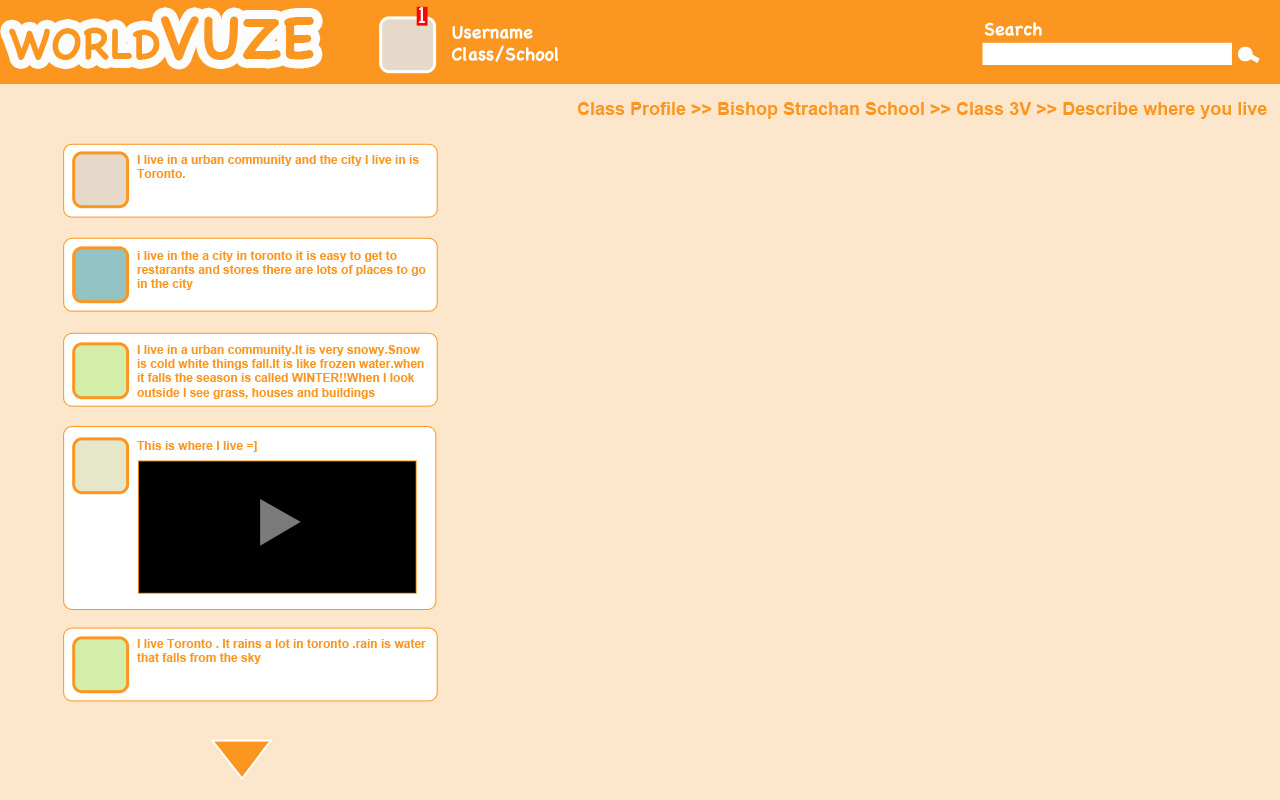 WORLDVUZE
1
Username
Class/School
Search
Class Profile >> Bishop Strachan School >> Class 3V >> Describe where you live
I live in a urban community and the city I live in is
Toronto.
i live in the a city in toronto it is easy to get to
restarants and stores there are lots of places to go
in the city
I live in a urban community.It is very snowy.Snow
is cold white things fall.It is like frozen water.when
it falls the season is called WINTER!!When I look
outside I see grass, houses and buildings
This is where I live =]
I live Toronto . It rains a lot in toronto .rain is water
that falls from the sky